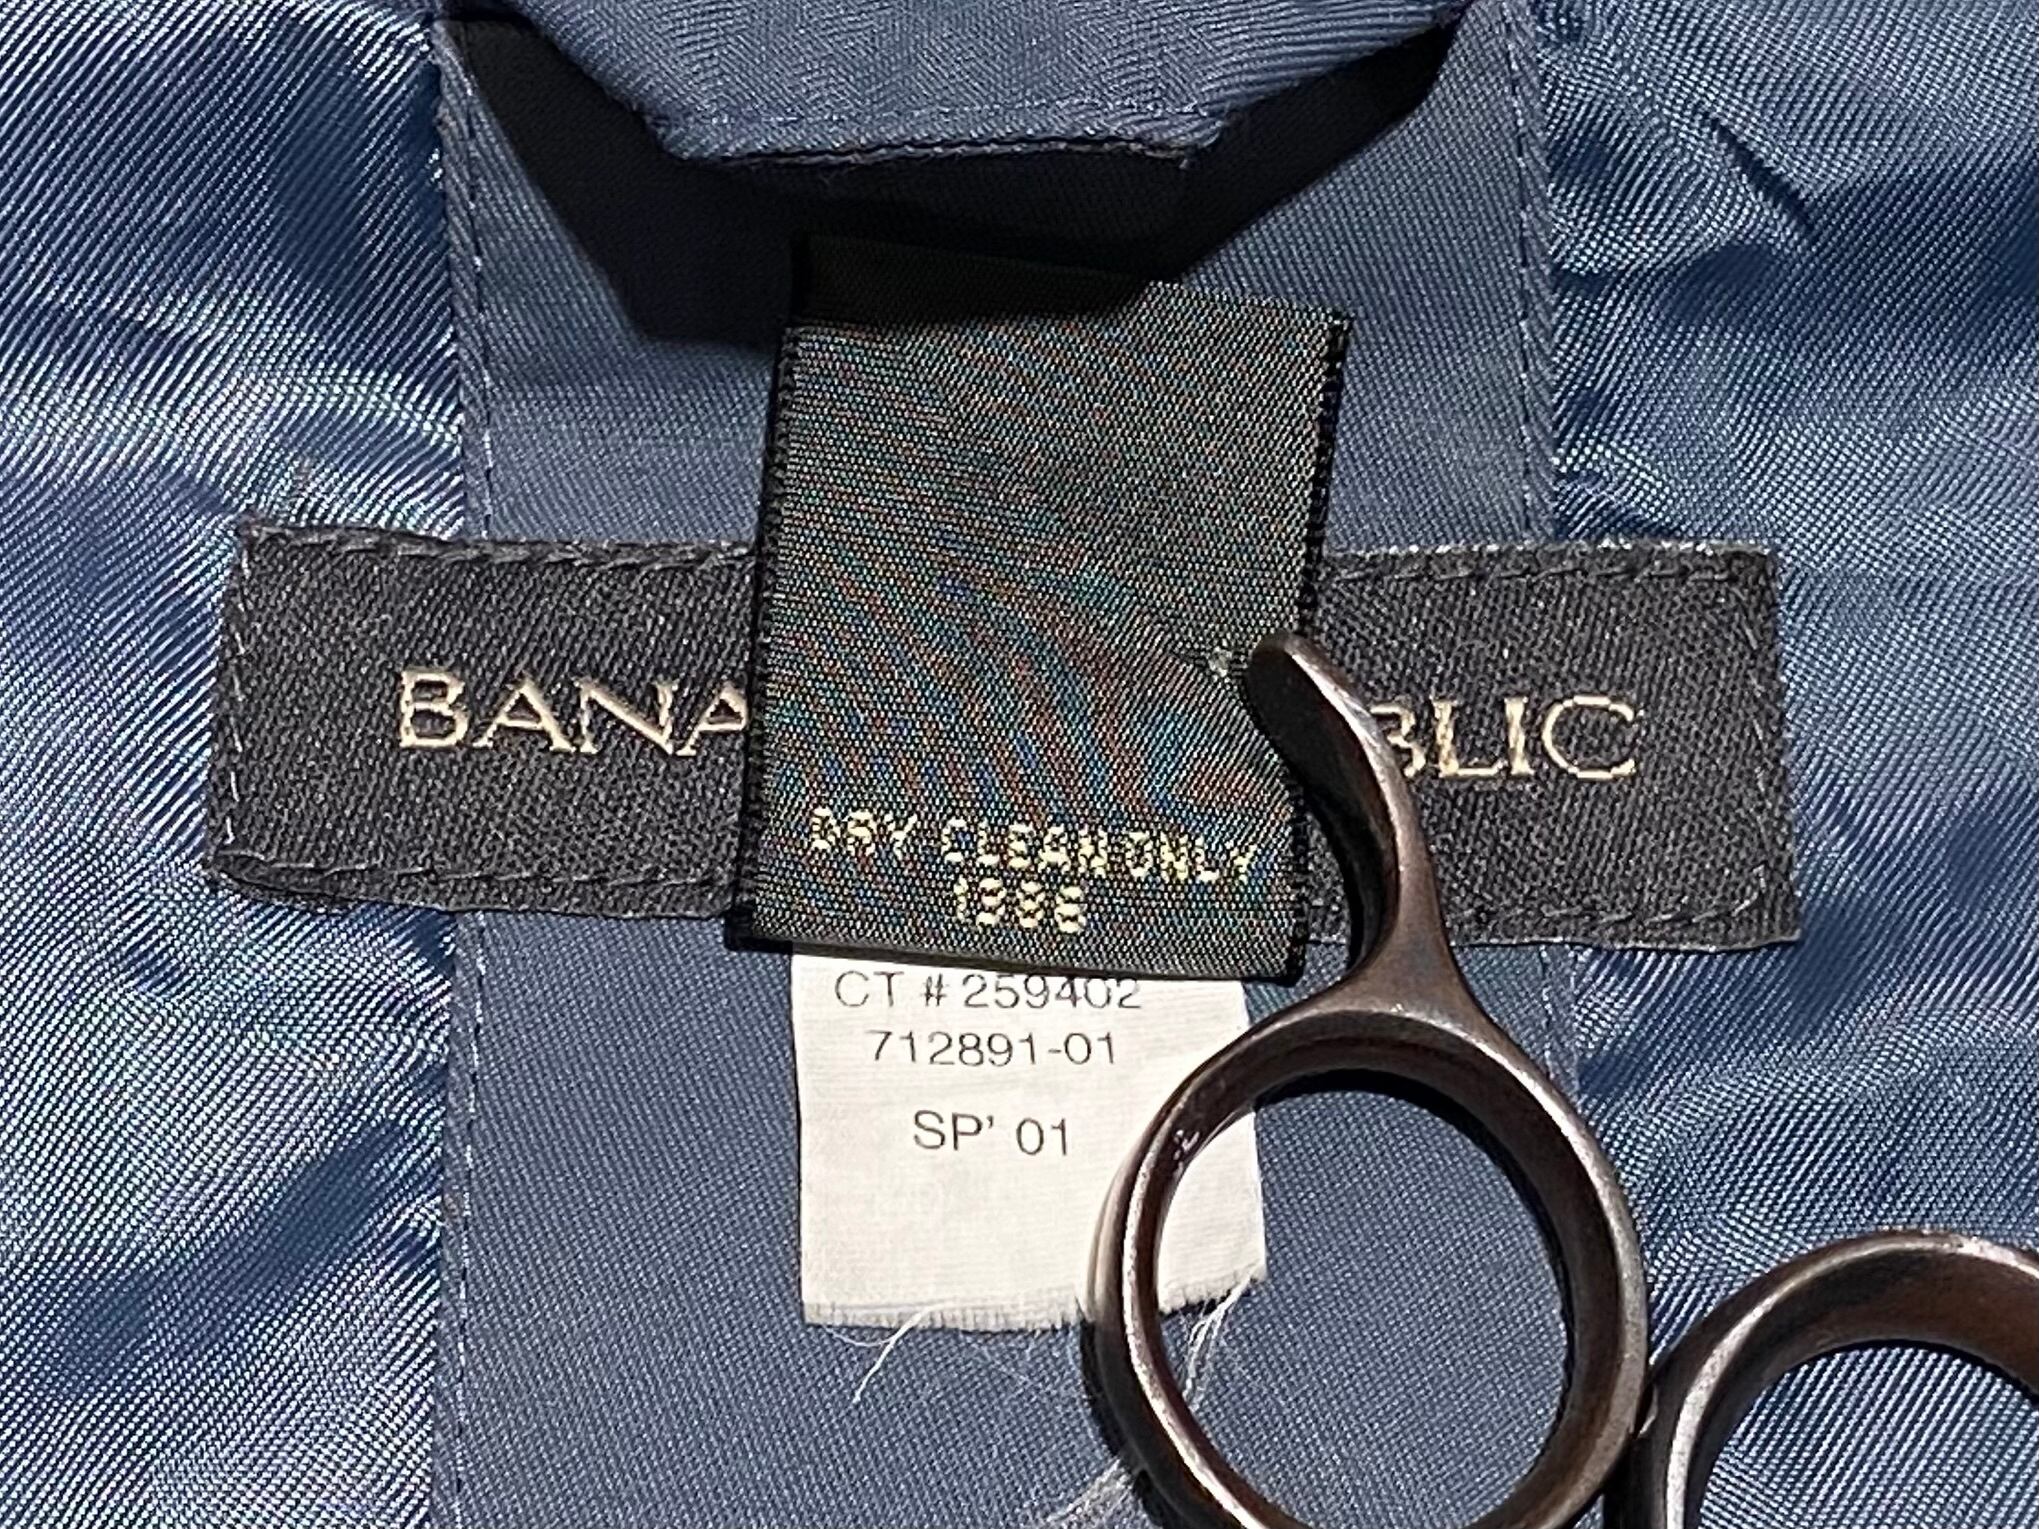 BANA BLIC
DRY CLEAN ONLY
CT # 259402
712891-01
SP' 01